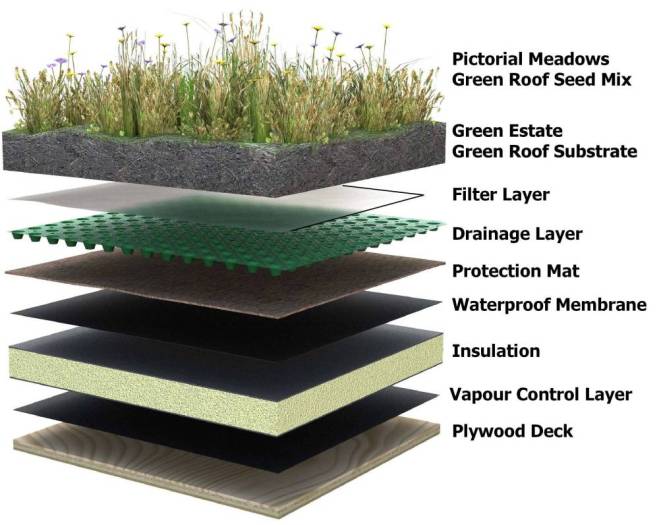 Pictorial Meadows
Green Roof Seed Mix
Green Estate
Green Roof Substrate
Filter Layer
Drainage Layer
Protection Mat
Waterproof Membrane
Insulation
Vapour Control Layer
Plywood Deck